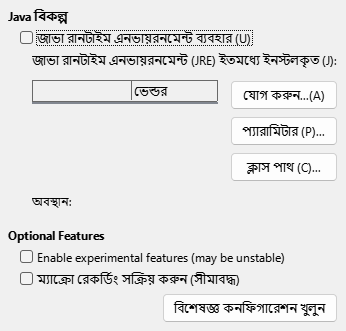 Java বিকল্প
জাভা রানটাইম এনভায়রনমেন্ট ব্যবহার (U)
জাভা রানটাইম এনভায়রনমেন্ট (JRE) ইতমধ্যে ইনস্টলকৃত (J):
ভেন্ডর
যোগ করুন...(A)
প্যারামিটার (P)...
ক্লাস পাথ (C)...
অবস্থান:
Optional Features
Enable experimental features (may be unstable)
ম্যাক্রো রেকর্ডিং সক্রিয় করুন (সীমাবদ্ধ)
বিশেষজ্ঞ কনফিগারেশন খুলুন